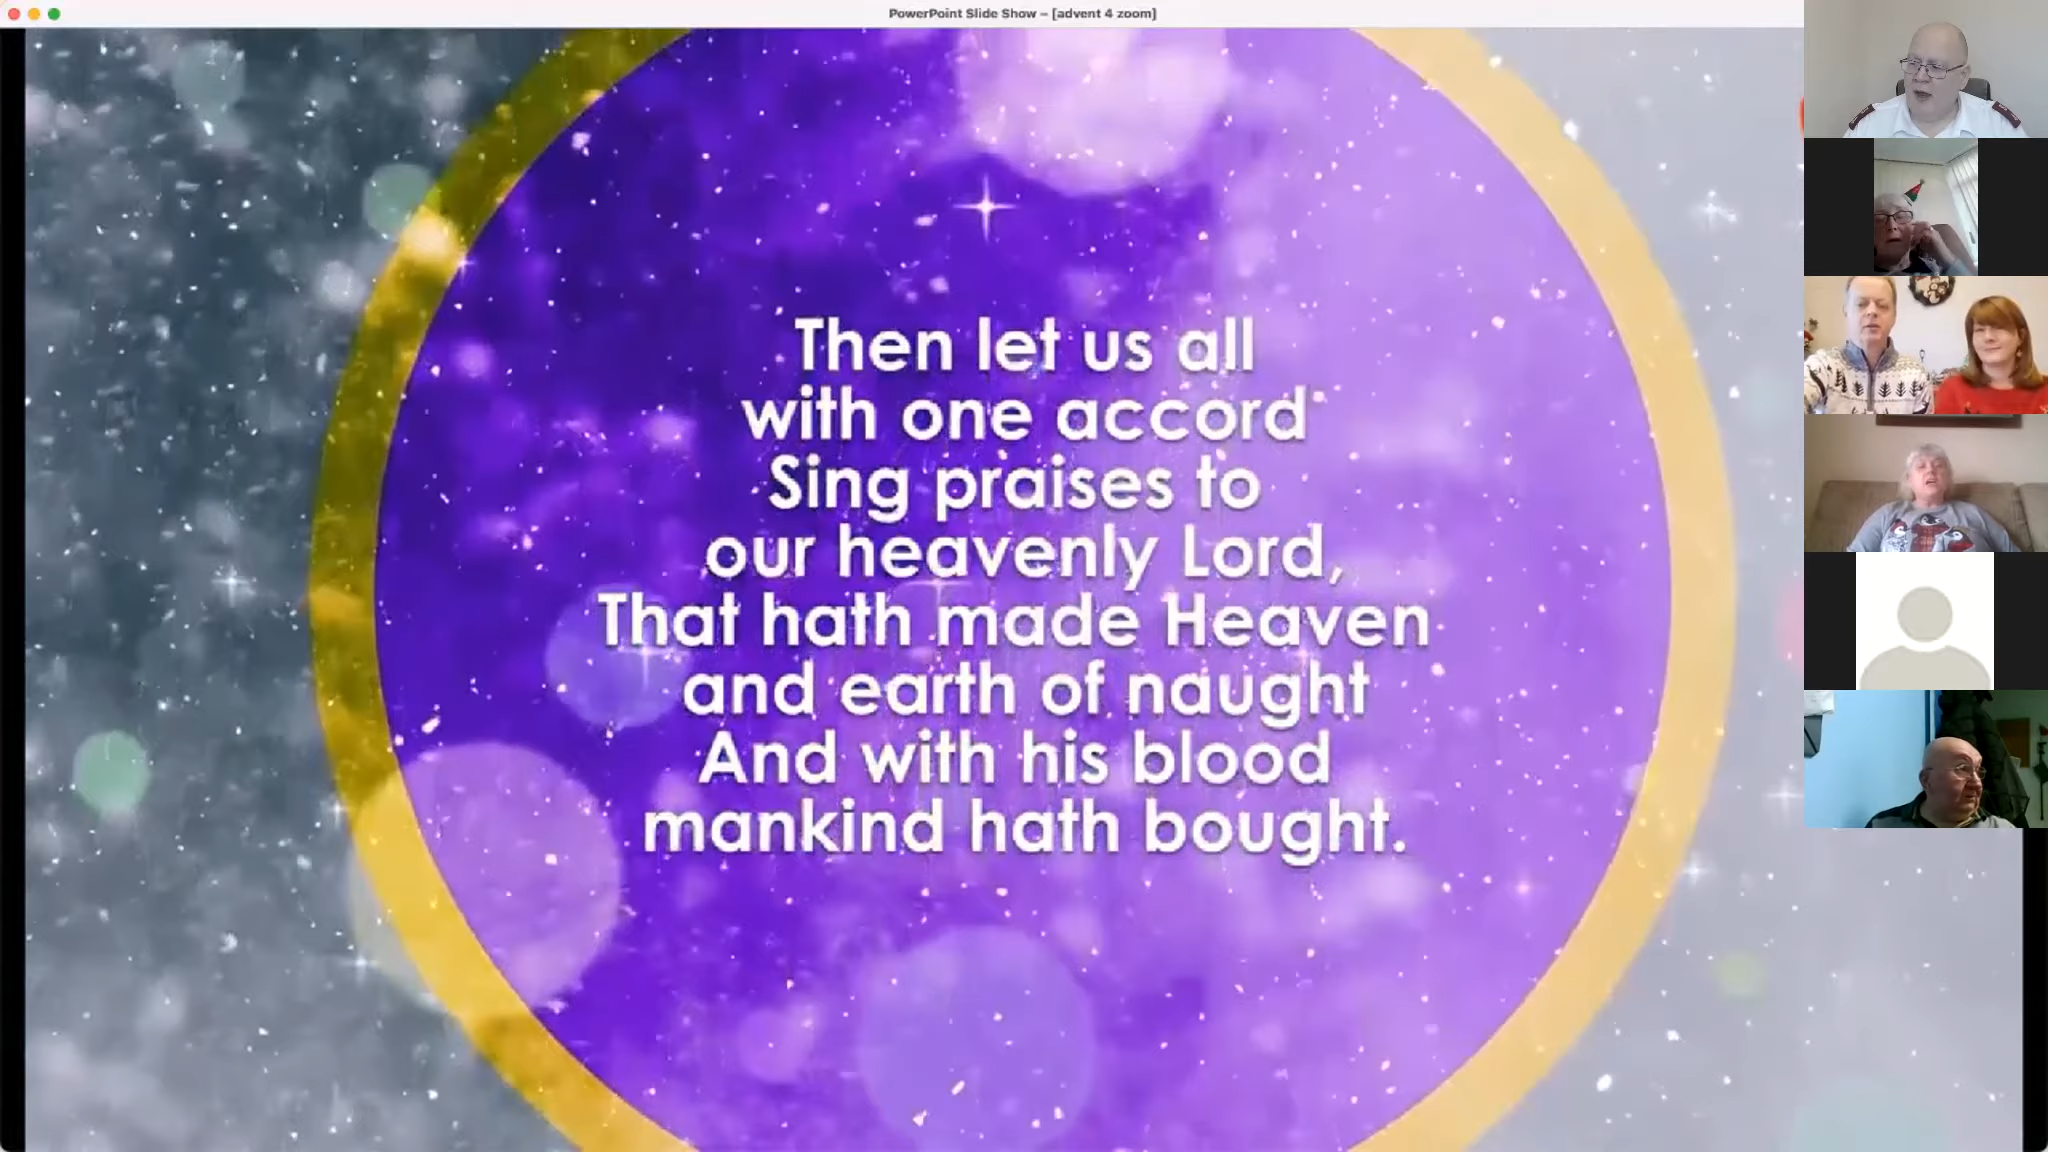 PowerPoint Slide Show – [advent 4 zoom]
Then let us all
with one accord
Sing praises to
our heavenly Lord,
That hath made Heaven
and earth of naught
And with his blood
mankind hath bought.